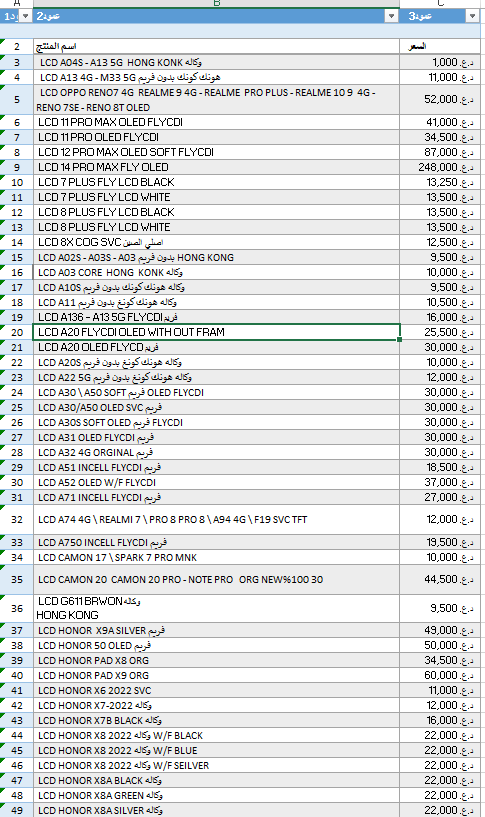 A B C
عمود1 عمود2 عمود3
2 اسم المنتج السعر
3 LCD A04S - A13 5G HONG KONK وكاله د.ع. 1,000
4 LCD A13 4G - M33 5G هونك كونك بدون فريم د.ع. 11,000
5 LCD OPPO RENO7 4G REALME 9 4G - REALME PRO PLUS - REALME 10 9 4G - د.ع. 52,000
RENO 7SE - RENO 8T OLED
6 LCD 11 PRO MAX OLED FLYCDI د.ع. 41,000
7 LCD 11 PRO OLED FLYCDI د.ع. 34,500
8 LCD 12 PRO MAX OLED SOFT FLYCDI د.ع. 87,000
9 LCD 14 PRO MAX FLY OLED د.ع. 248,000
10 LCD 7 PLUS FLY LCD BLACK د.ع. 13,250
11 LCD 7 PLUS FLY LCD WHITE د.ع. 13,500
12 LCD 8 PLUS FLY LCD BLACK د.ع. 13,500
13 LCD 8 PLUS FLY LCD WHITE د.ع. 13,500
14 LCD 8X COG SVC اصلي الصين د.ع. 12,500
15 LCD A02S - A03S - A03 بدون فريم HONG KONG د.ع. 9,500
16 LCD A03 CORE HONG KONK وكاله د.ع. 10,000
17 LCD A10S وكاله هونك كونك بدون فريم د.ع. 9,500
18 LCD A11 وكاله هونك كونغ بدون فريم د.ع. 10,500
19 LCD A136 - A13 5G FLYCDI فريم د.ع. 16,000
20 LCD A20 FLYCDI OLED WITH OUT FRAM د.ع. 25,500
21 LCD A20 OLED FLYCD فريم د.ع. 30,000
22 LCD A20S وكاله هونك كونغ بدون فريم د.ع. 10,000
23 LCD A22 5G وكاله هونك كونغ بدون فريم د.ع. 12,000
24 LCD A30 \ A50 SOFT فريم OLED FLYCDI د.ع. 30,000
25 LCD A30/A50 OLED SVC فريم د.ع. 30,000
26 LCD A30S SOFT OLED فريم FLYCDI د.ع. 30,000
27 LCD A31 OLED FLYCDI فريم د.ع. 30,000
28 LCD A32 4G ORGINAL فريم د.ع. 30,000
29 LCD A51 INCELL FLYCDI فريم د.ع. 18,500
30 LCD A52 OLED W/F FLYCDI د.ع. 37,000
31 LCD A71 INCELL FLYCDI فريم د.ع. 27,000
32 LCD A74 4G \ REALMI 7 \ PRO 8 PRO 8 \ A94 4G \ F19 SVC TFT د.ع. 12,000
33 LCD A750 INCELL FLYCDI فريم د.ع. 19,500
34 LCD CAMON 17 \ SPARK 7 PRO MNK د.ع. 10,000
35 LCD CAMON 20 CAMON 20 PRO - NOTE PRO ORG NEW%100 30 د.ع. 44,500
36 LCD G611 BRWON وكاله د.ع. 9,500
HONG KONG
37 LCD HONOR X9A SILVER فريم د.ع. 49,000
38 LCD HONOR 50 OLED فريم د.ع. 50,000
39 LCD HONOR PAD X8 ORG د.ع. 34,500
40 LCD HONOR PAD X9 ORG د.ع. 60,000
41 LCD HONOR X6 2022 SVC د.ع. 11,000
42 LCD HONOR X7-2022 وكاله د.ع. 12,000
43 LCD HONOR X7B BLACK وكاله د.ع. 16,000
44 LCD HONOR X8 2022 وكاله W/F BLACK د.ع. 22,000
45 LCD HONOR X8 2022 وكاله W/F BLUE د.ع. 22,000
46 LCD HONOR X8 2022 وكاله W/F SEILVER د.ع. 22,000
47 LCD HONOR X8A BLACK وكاله د.ع. 22,000
48 LCD HONOR X8A GREEN وكاله د.ع. 22,000
49 LCD HONOR X8A SILVER وكاله د.ع. 22,000